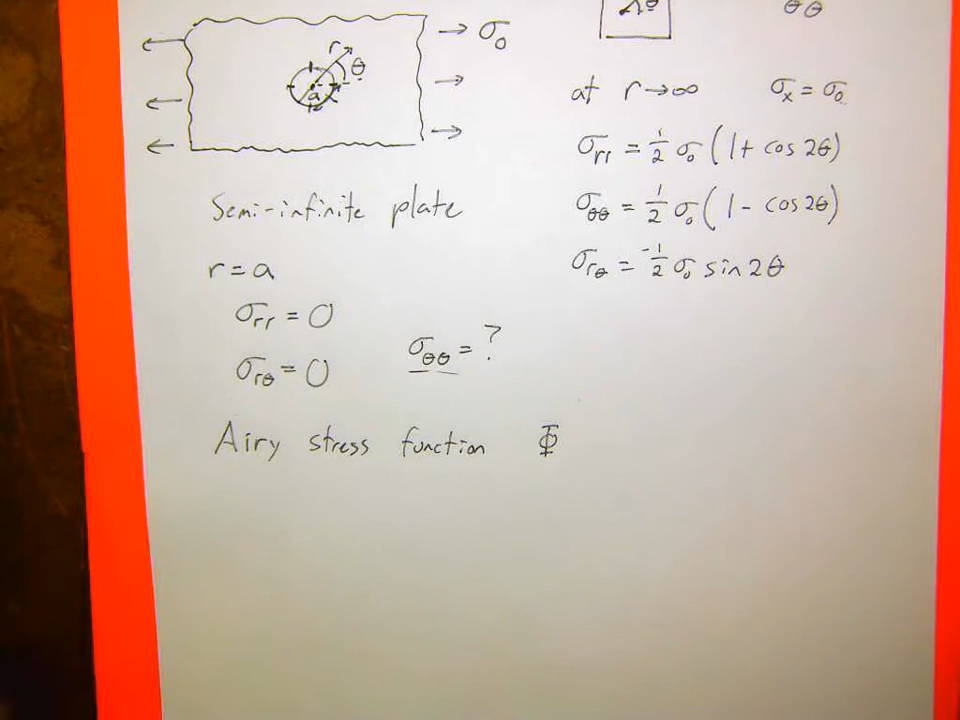 σ₀
r
θ
a
Δθ
θθ
at r→∞ σₓ = σ₀
σrr = 1/2 σ₀ (1 + cos 2θ)
σθθ = 1/2 σ₀ (1 - cos 2θ)
σrθ = -1/2 σ₀ sin 2θ
Semi-infinite plate
r = a
σrr = 0
σrθ = 0 σθθ = ?
Airy stress function Φ